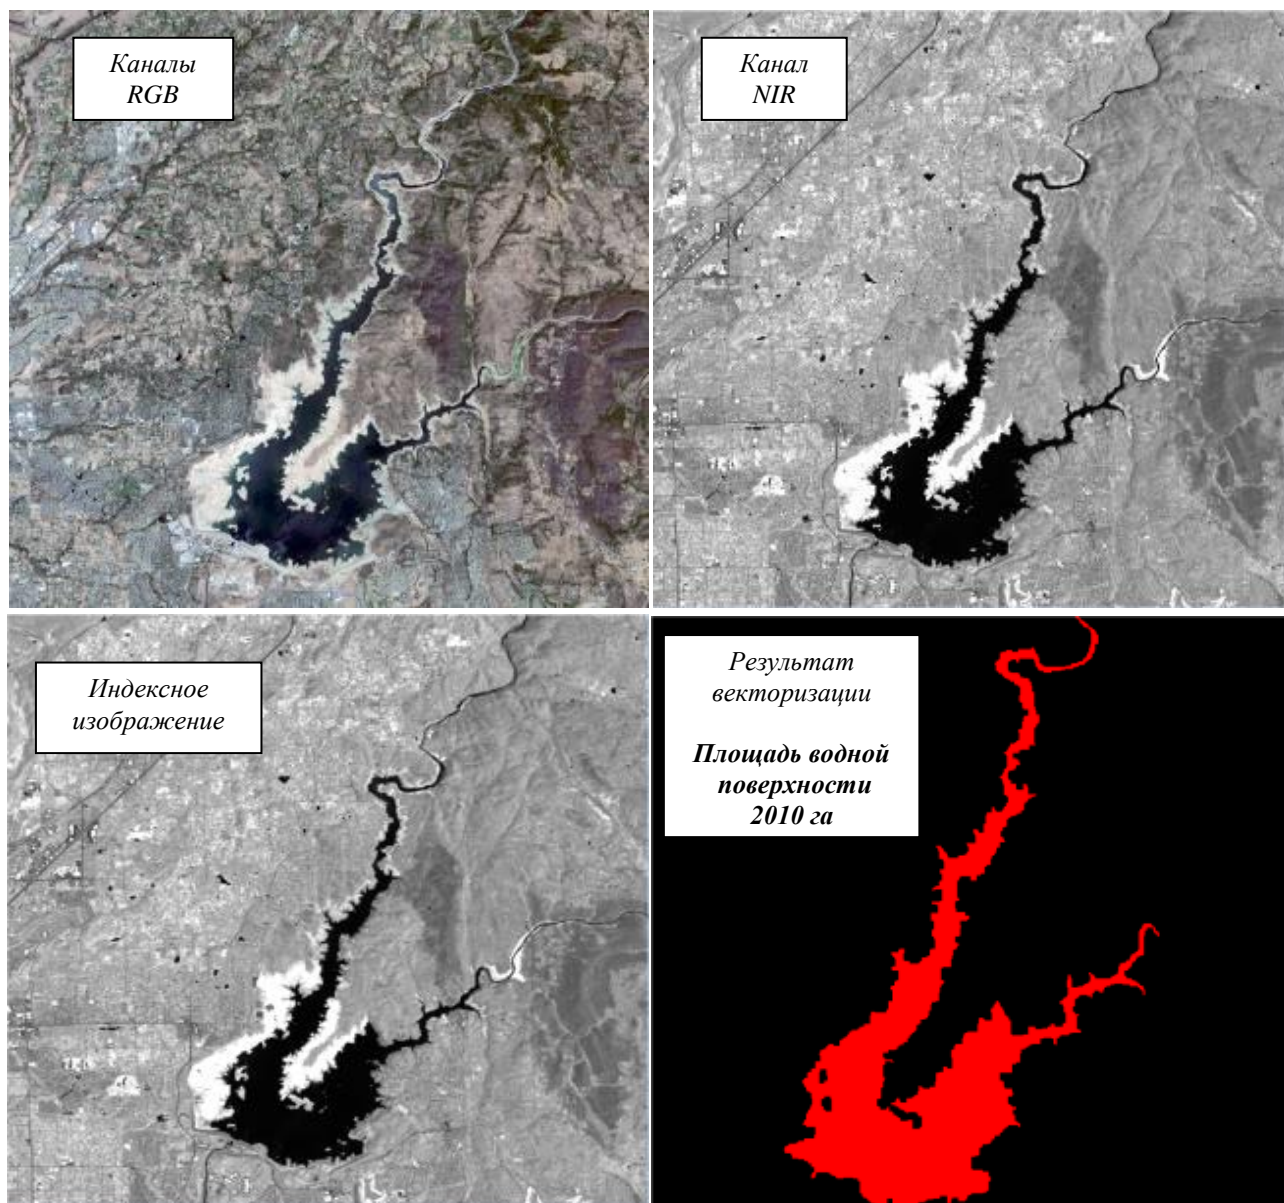 Каналы
RGB
Канал
NIR
Индексное
изображение
Результат
векторизации
Площадь водной
поверхности
2010 га